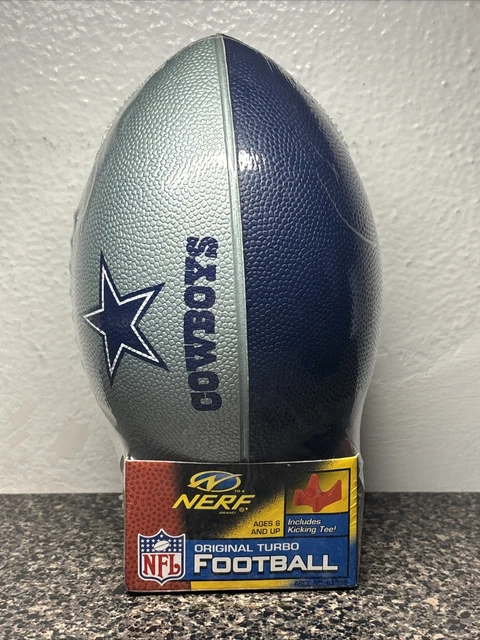 COWBOYS
NERF
AGES 6
AND UP
Includes
Kicking Tee!
NFL
ORIGINAL TURBO
FOOTBALL